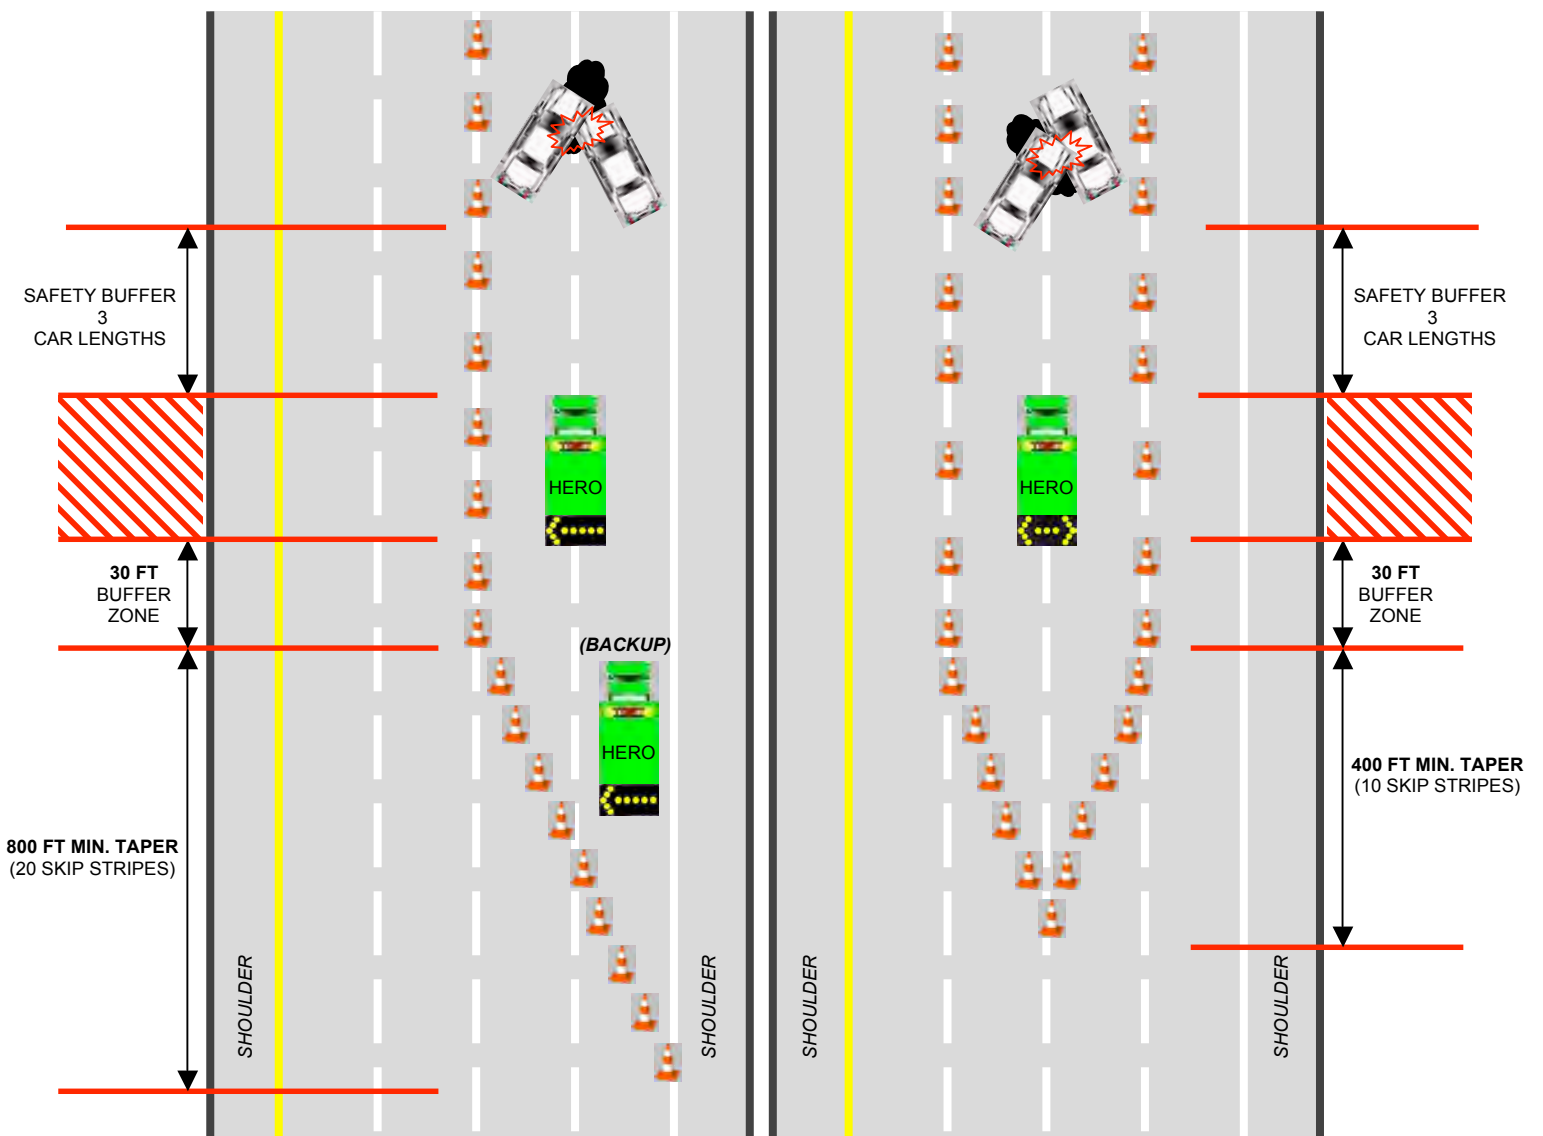 SAFETY BUFFER
3
CAR LENGTHS
HERO
30 FT
BUFFER
ZONE
(BACKUP)
HERO
800 FT MIN. TAPER
(20 SKIP STRIPES)
SHOULDER
SHOULDER
SAFETY BUFFER
3
CAR LENGTHS
HERO
30 FT
BUFFER
ZONE
400 FT MIN. TAPER
(10 SKIP STRIPES)
SHOULDER
SHOULDER